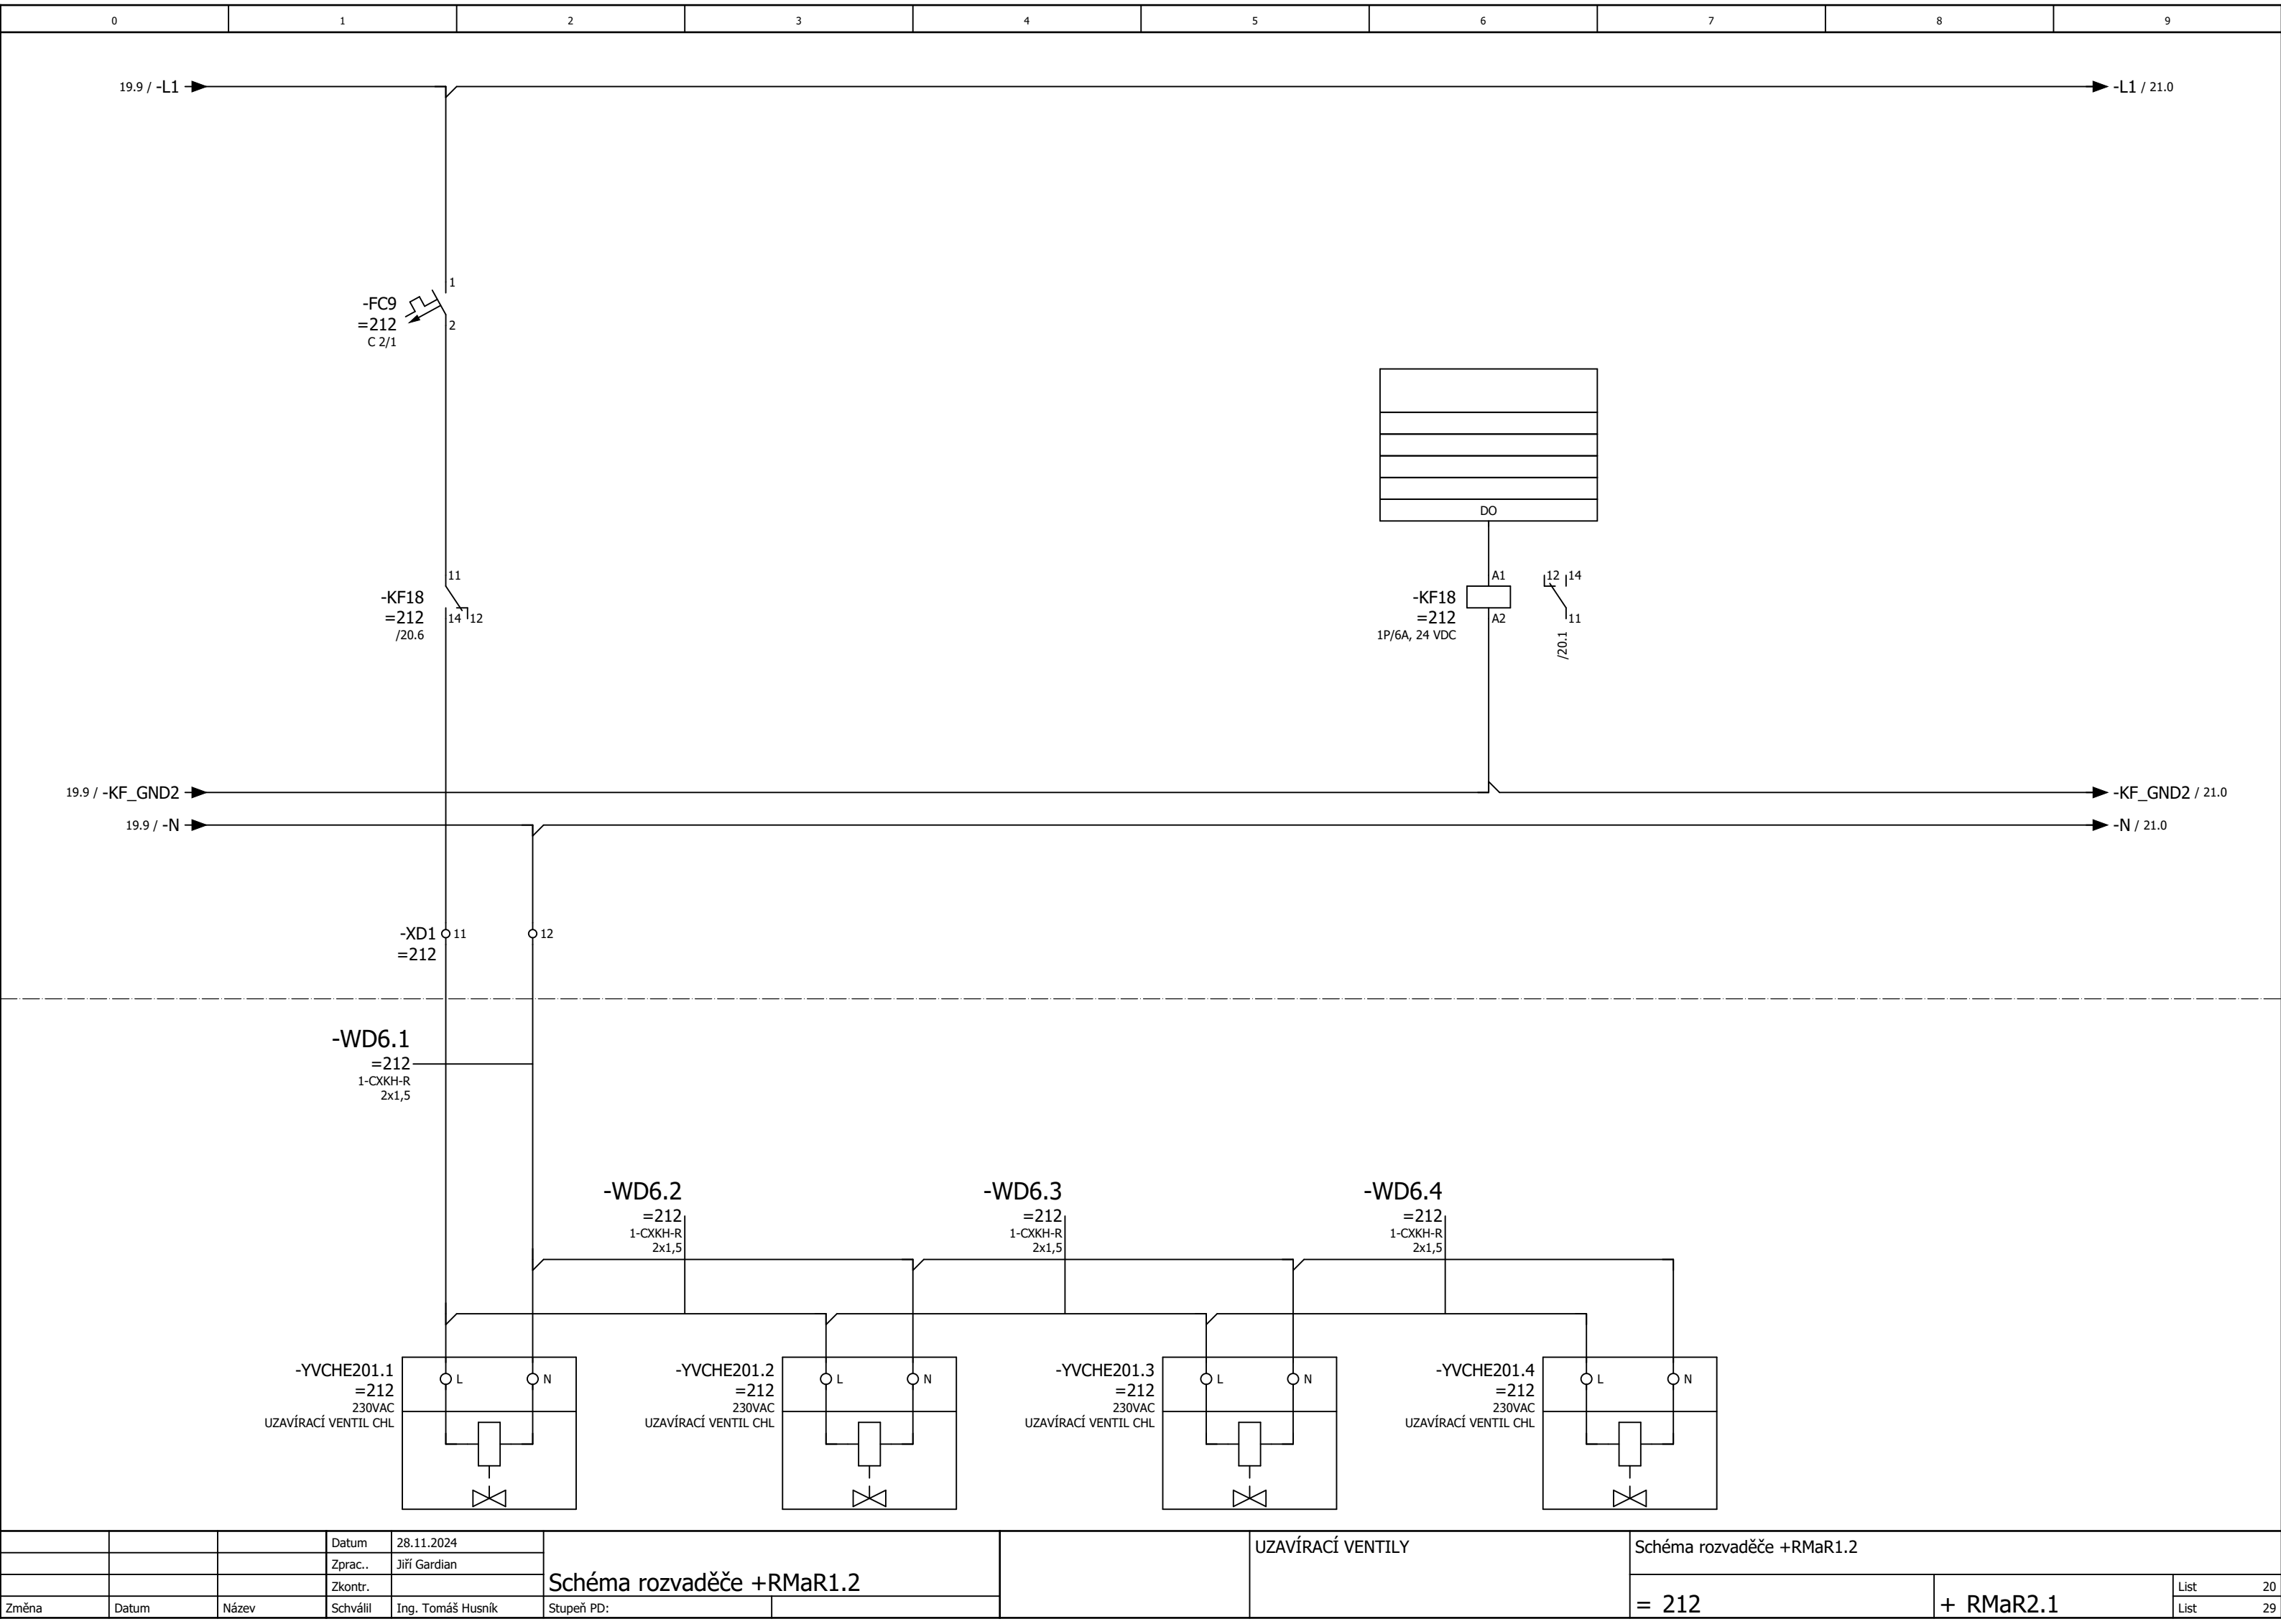 0 1 2 3 4 5 6 7 8 9
19.9 / -L1
-L1 / 21.0
1
-FC9
=212
2
C 2/1
DO
11
-KF18
=212
14 12
/20.6
A1
-KF18
=212
A2
1P/6A, 24 VDC
12 14
11
/20.1
19.9 / -KF_GND2
-KF_GND2 / 21.0
19.9 / -N
-N / 21.0
-XD1 11 12
=212
-WD6.1
=212
1-CXKH-R
2x1,5
-WD6.2
=212
1-CXKH-R
2x1,5
-WD6.3
=212
1-CXKH-R
2x1,5
-WD6.4
=212
1-CXKH-R
2x1,5
-YVCHE201.1
=212
230VAC
UZAVÍRACÍ VENTIL CHL
L N
-YVCHE201.2
=212
230VAC
UZAVÍRACÍ VENTIL CHL
L N
-YVCHE201.3
=212
230VAC
UZAVÍRACÍ VENTIL CHL
L N
-YVCHE201.4
=212
230VAC
UZAVÍRACÍ VENTIL CHL
L N
Datum 28.11.2024
Zprac.. Jiří Gardian
Zkontr.
Změna Datum Název Schválil Ing. Tomáš Husník
Schéma rozvaděče +RMaR1.2
Stupeň PD:
UZAVÍRACÍ VENTILY
Schéma rozvaděče +RMaR1.2
= 212
+ RMaR2.1
List 20
List 29